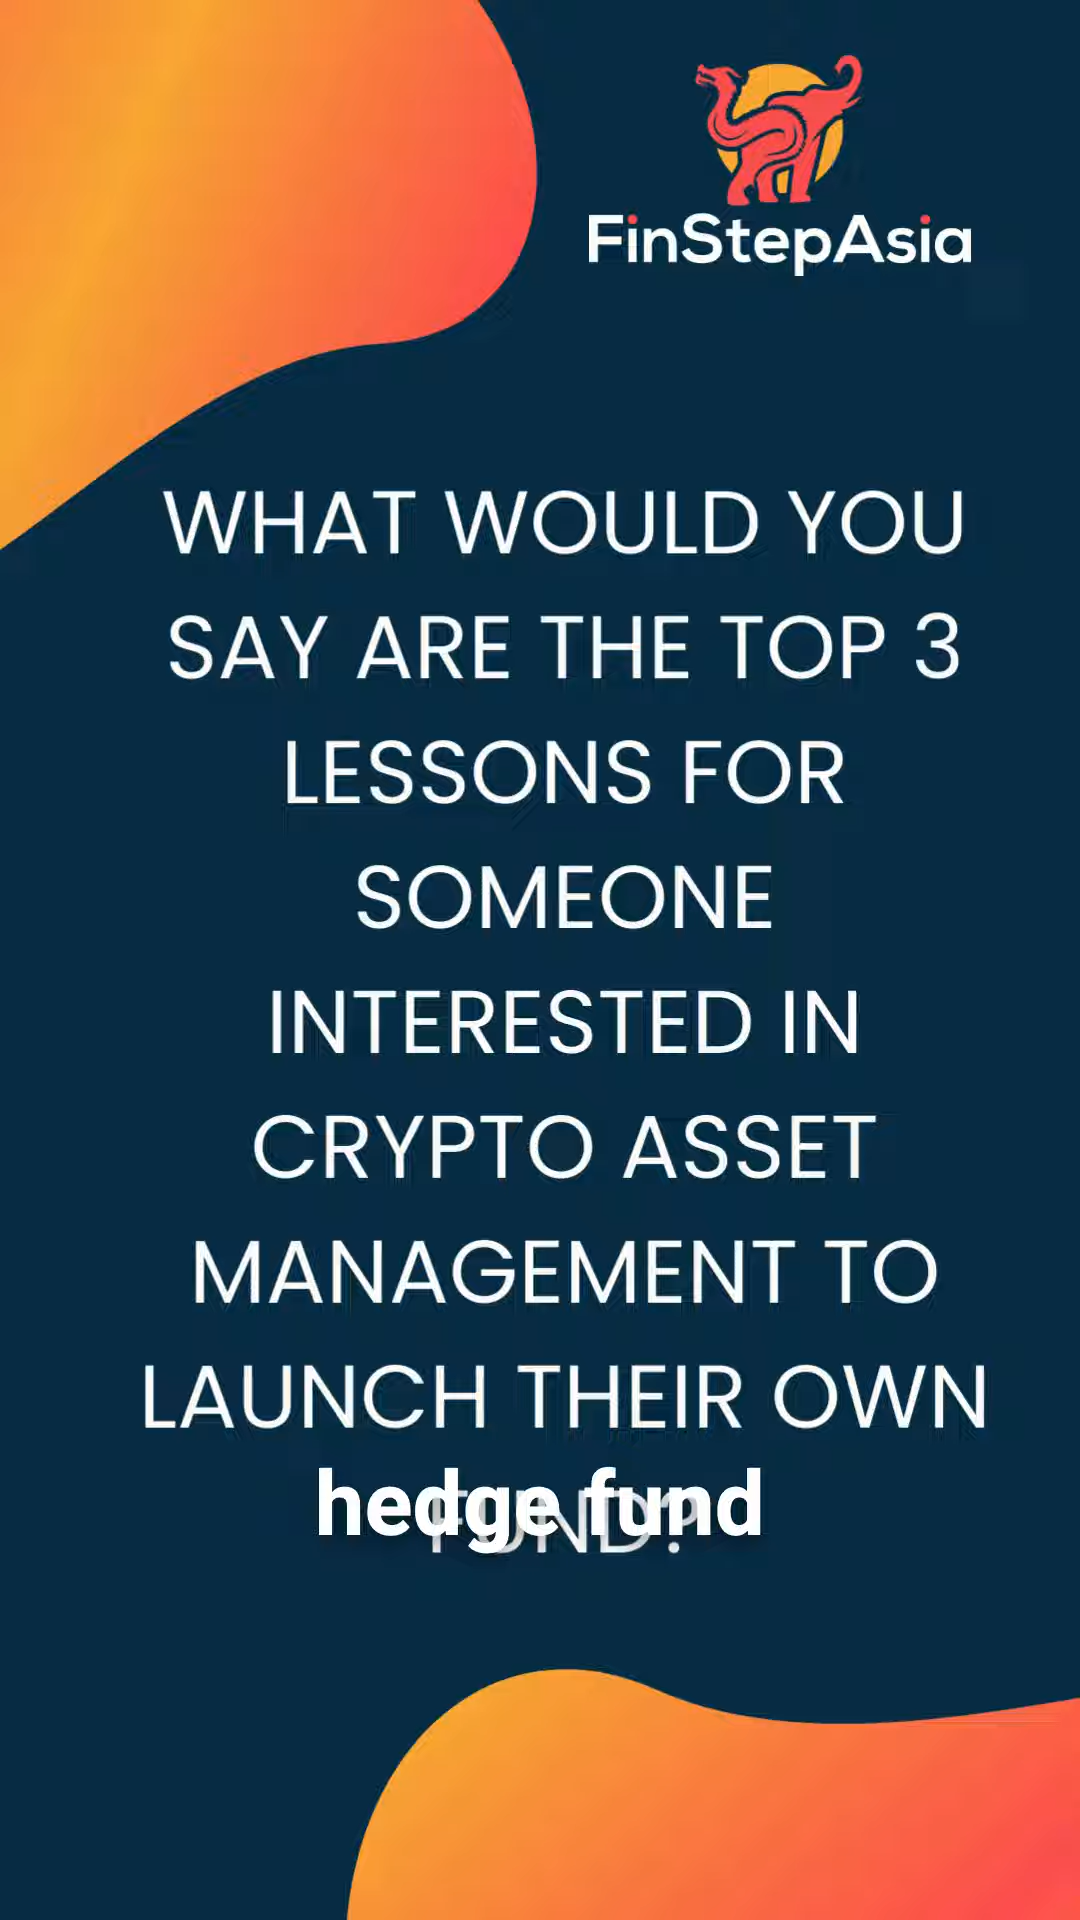 FinStepAsia
WHAT WOULD YOU
SAY ARE THE TOP 3
LESSONS FOR
SOMEONE
INTERESTED IN
CRYPTO ASSET
MANAGEMENT TO
LAUNCH THEIR OWN
FUND?
hedge fund